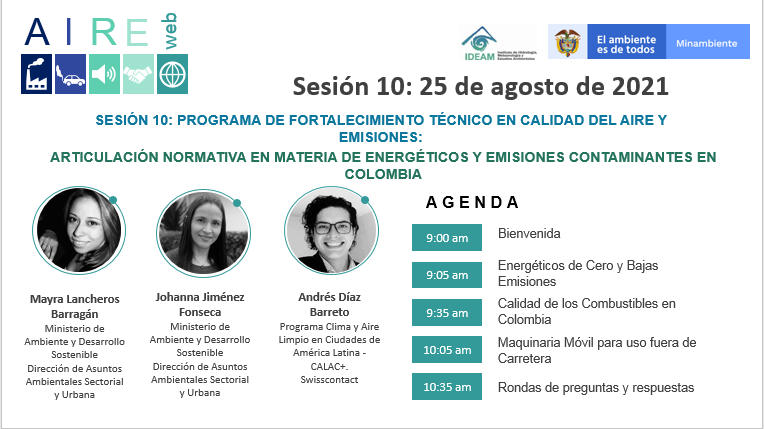 AIRE
web
IDEAM
Instituto de Hidrología,
Meteorología y
Estudios Ambientales
El ambiente
es de todos
Minambiente
Sesión 10: 25 de agosto de 2021
SESIÓN 10: PROGRAMA DE FORTALECIMIENTO TÉCNICO EN CALIDAD DEL AIRE Y
EMISIONES:
ARTICULACIÓN NORMATIVA EN MATERIA DE ENERGÉTICOS Y EMISIONES CONTAMINANTES EN
COLOMBIA
Mayra Lancheros
Barragán
Ministerio de
Ambiente y Desarrollo
Sostenible
Dirección de Asuntos
Ambientales Sectorial
y Urbana
Johanna Jiménez
Fonseca
Ministerio de
Ambiente y Desarrollo
Sostenible
Dirección de Asuntos
Ambientales Sectorial
y Urbana
Andrés Díaz
Barreto
Programa Clima y Aire
Limpio en Ciudades de
América Latina -
CALAC+.
Swisscontact
AGENDA
9:00 am Bienvenida
9:05 am Energéticos de Cero y Bajas
Emisiones
9:35 am Calidad de los Combustibles en
Colombia
10:05 am Maquinaria Móvil para uso fuera de
Carretera
10:35 am Rondas de preguntas y respuestas